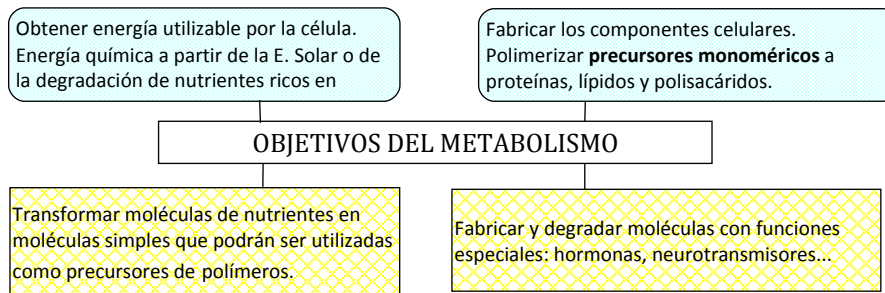 Obtener energía utilizable por la célula.
Energía química a partir de la E. Solar o de
la degradación de nutrientes ricos en
Fabricar los componentes celulares.
Polimerizar precursores monoméricos a
proteínas, lípidos y polisacáridos.
OBJETIVOS DEL METABOLISMO
Transformar moléculas de nutrientes en
moléculas simples que podrán ser utilizadas
como precursores de polímeros.
Fabricar y degradar moléculas con funciones
especiales: hormonas, neurotransmisores...